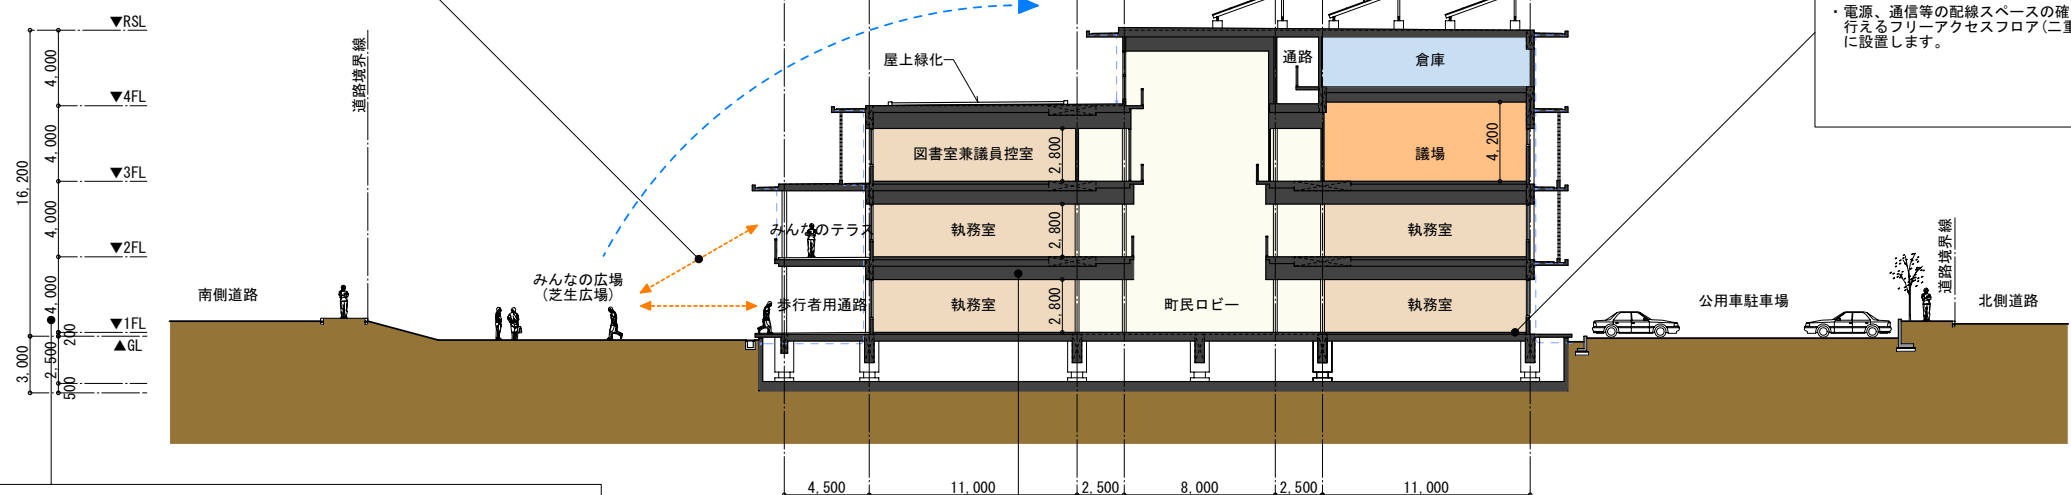 ▼RSL
▼4FL
▼3FL
▼2FL
▼1FL
▲GL
4,000
4,000
4,000
4,000
200
16,200
3,000
2,500
500
道路境界線
南側道路
みんなの広場
（芝生広場）
みんなのテラス
歩行者用通路
屋上緑化
図書室兼議員控室
2,800
執務室
2,800
執務室
2,800
町民ロビー
通路
倉庫
議場
4,200
執務室
執務室
公用車駐車場
道路境界線
北側道路
・電源、通信等の配線スペースの確
行えるフリーアクセスフロア(二重
に設置します。
4,500
11,000
2,500
8,000
2,500
11,000